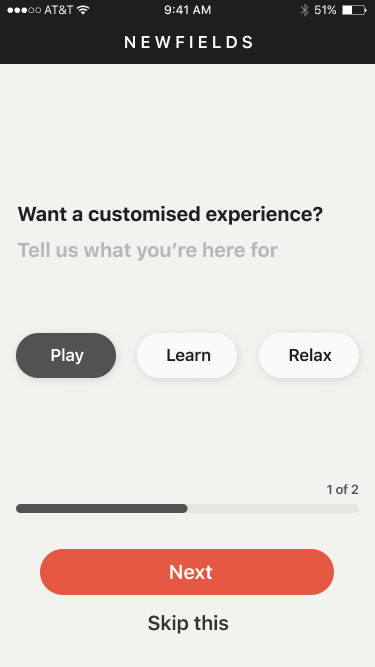 AT&T 9:41 AM 51%
NEWFIELDS
Want a customised experience?
Tell us what you're here for
Play Learn Relax
1 of 2
Next
Skip this